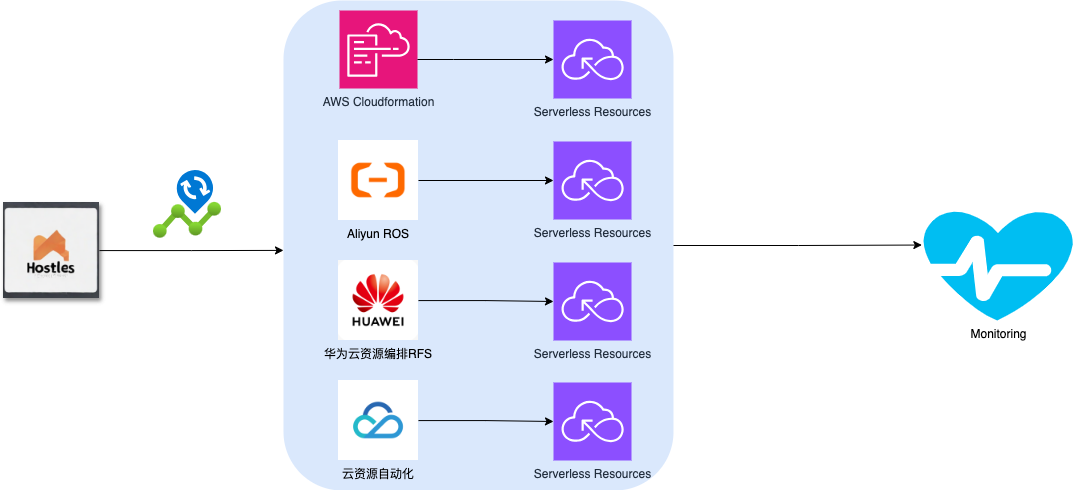 AWS Cloudformation
Serverless Resources
Aliyun ROS
Serverless Resources
Hostles
HUAWEI
华为云资源编排RFS
Serverless Resources
Monitoring
云资源自动化
Serverless Resources